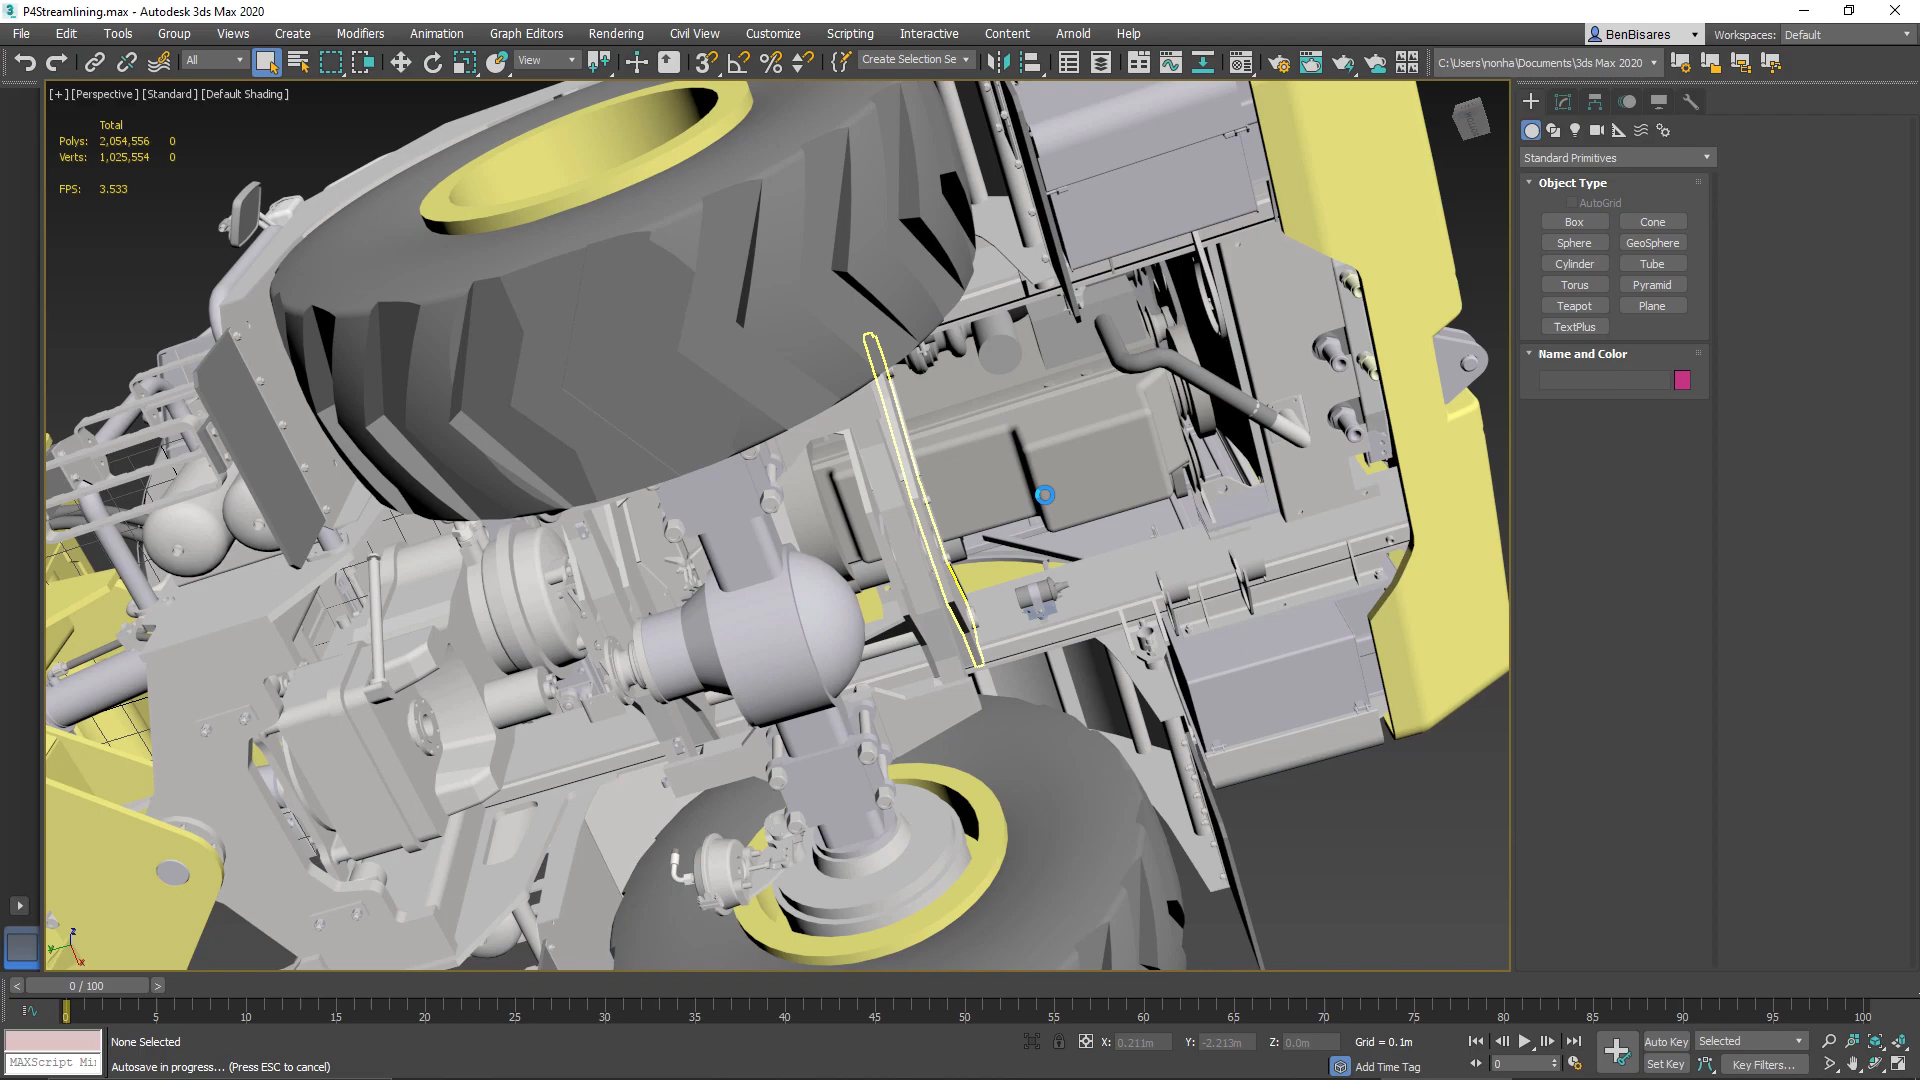 P4Streamlining.max - Autodesk 3ds Max 2020
File Edit Tools Group Views Create Modifiers Animation Graph Editors Rendering Civil View Customize Scripting Interactive Content Arnold Help
BenBisares Workspaces: Default
All View Create Selection Se C:\Users\nonha\Documents\3ds Max 2020
[+] [Perspective] [Standard] [Default Shading]
Total
Polys: 2,054,556 0
Verts: 1,025,554 0
FPS: 3.533
Standard Primitives
Object Type
AutoGrid
Box Cone
Sphere GeoSphere
Cylinder Tube
Torus Pyramid
Teapot Plane
TextPlus
Name and Color
z
y
x
< 0 / 100 >
0 5 10 15 20 25 30 35 40 45 50 55 60 65 70 75 80 85 90 95 100
None Selected
X: 0.211m Y: -2.213m Z: 0.0m Grid = 0.1m
Auto Key Selected
MAXScript Mi
Autosave in progress... (Press ESC to cancel)
Add Time Tag
0
Set Key Key Filters...